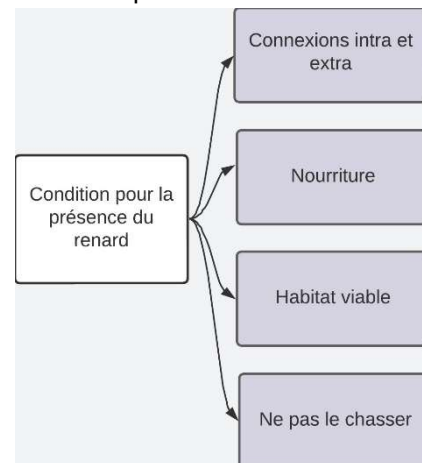 Connexions intra et
extra
Nourriture
Condition pour la
présence du
renard
Habitat viable
Ne pas le chasser